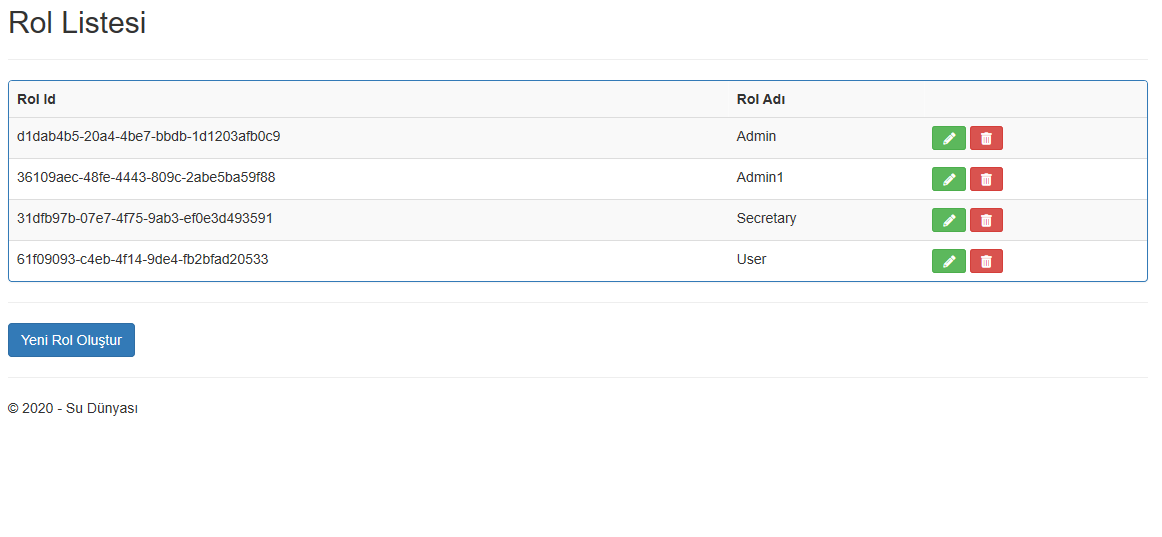 Rol Listesi
Rol Id Rol Adı
d1dab4b5-20a4-4be7-bbdb-1d1203afb0c9 Admin
36109aec-48fe-4443-809c-2abe5ba59f88 Admin1
31dfb97b-07e7-4f75-9ab3-ef0e3d493591 Secretary
61f09093-c4eb-4f14-9de4-fb2bfad20533 User
Yeni Rol Oluştur
© 2020 - Su Dünyası